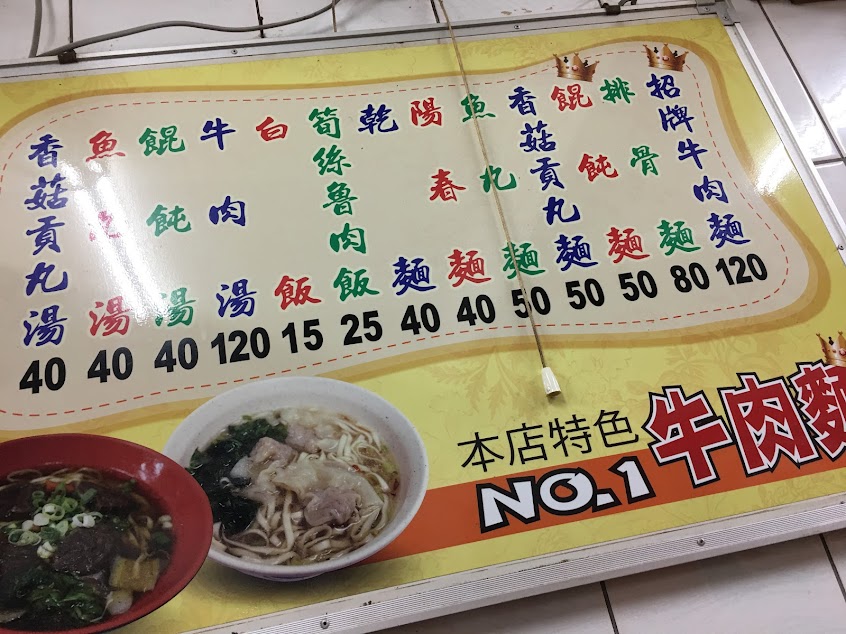 招牌牛肉麵 120
排骨麵 80
餛飩麵 50
香菇貢丸麵 50
魚丸麵 50
陽春麵 40
乾麵 40
筍絲魯肉飯 25
白飯 15
牛肉湯 120
餛飩湯 40
魚丸湯 40
香菇貢丸湯 40
本店特色
NO.1
牛肉麵